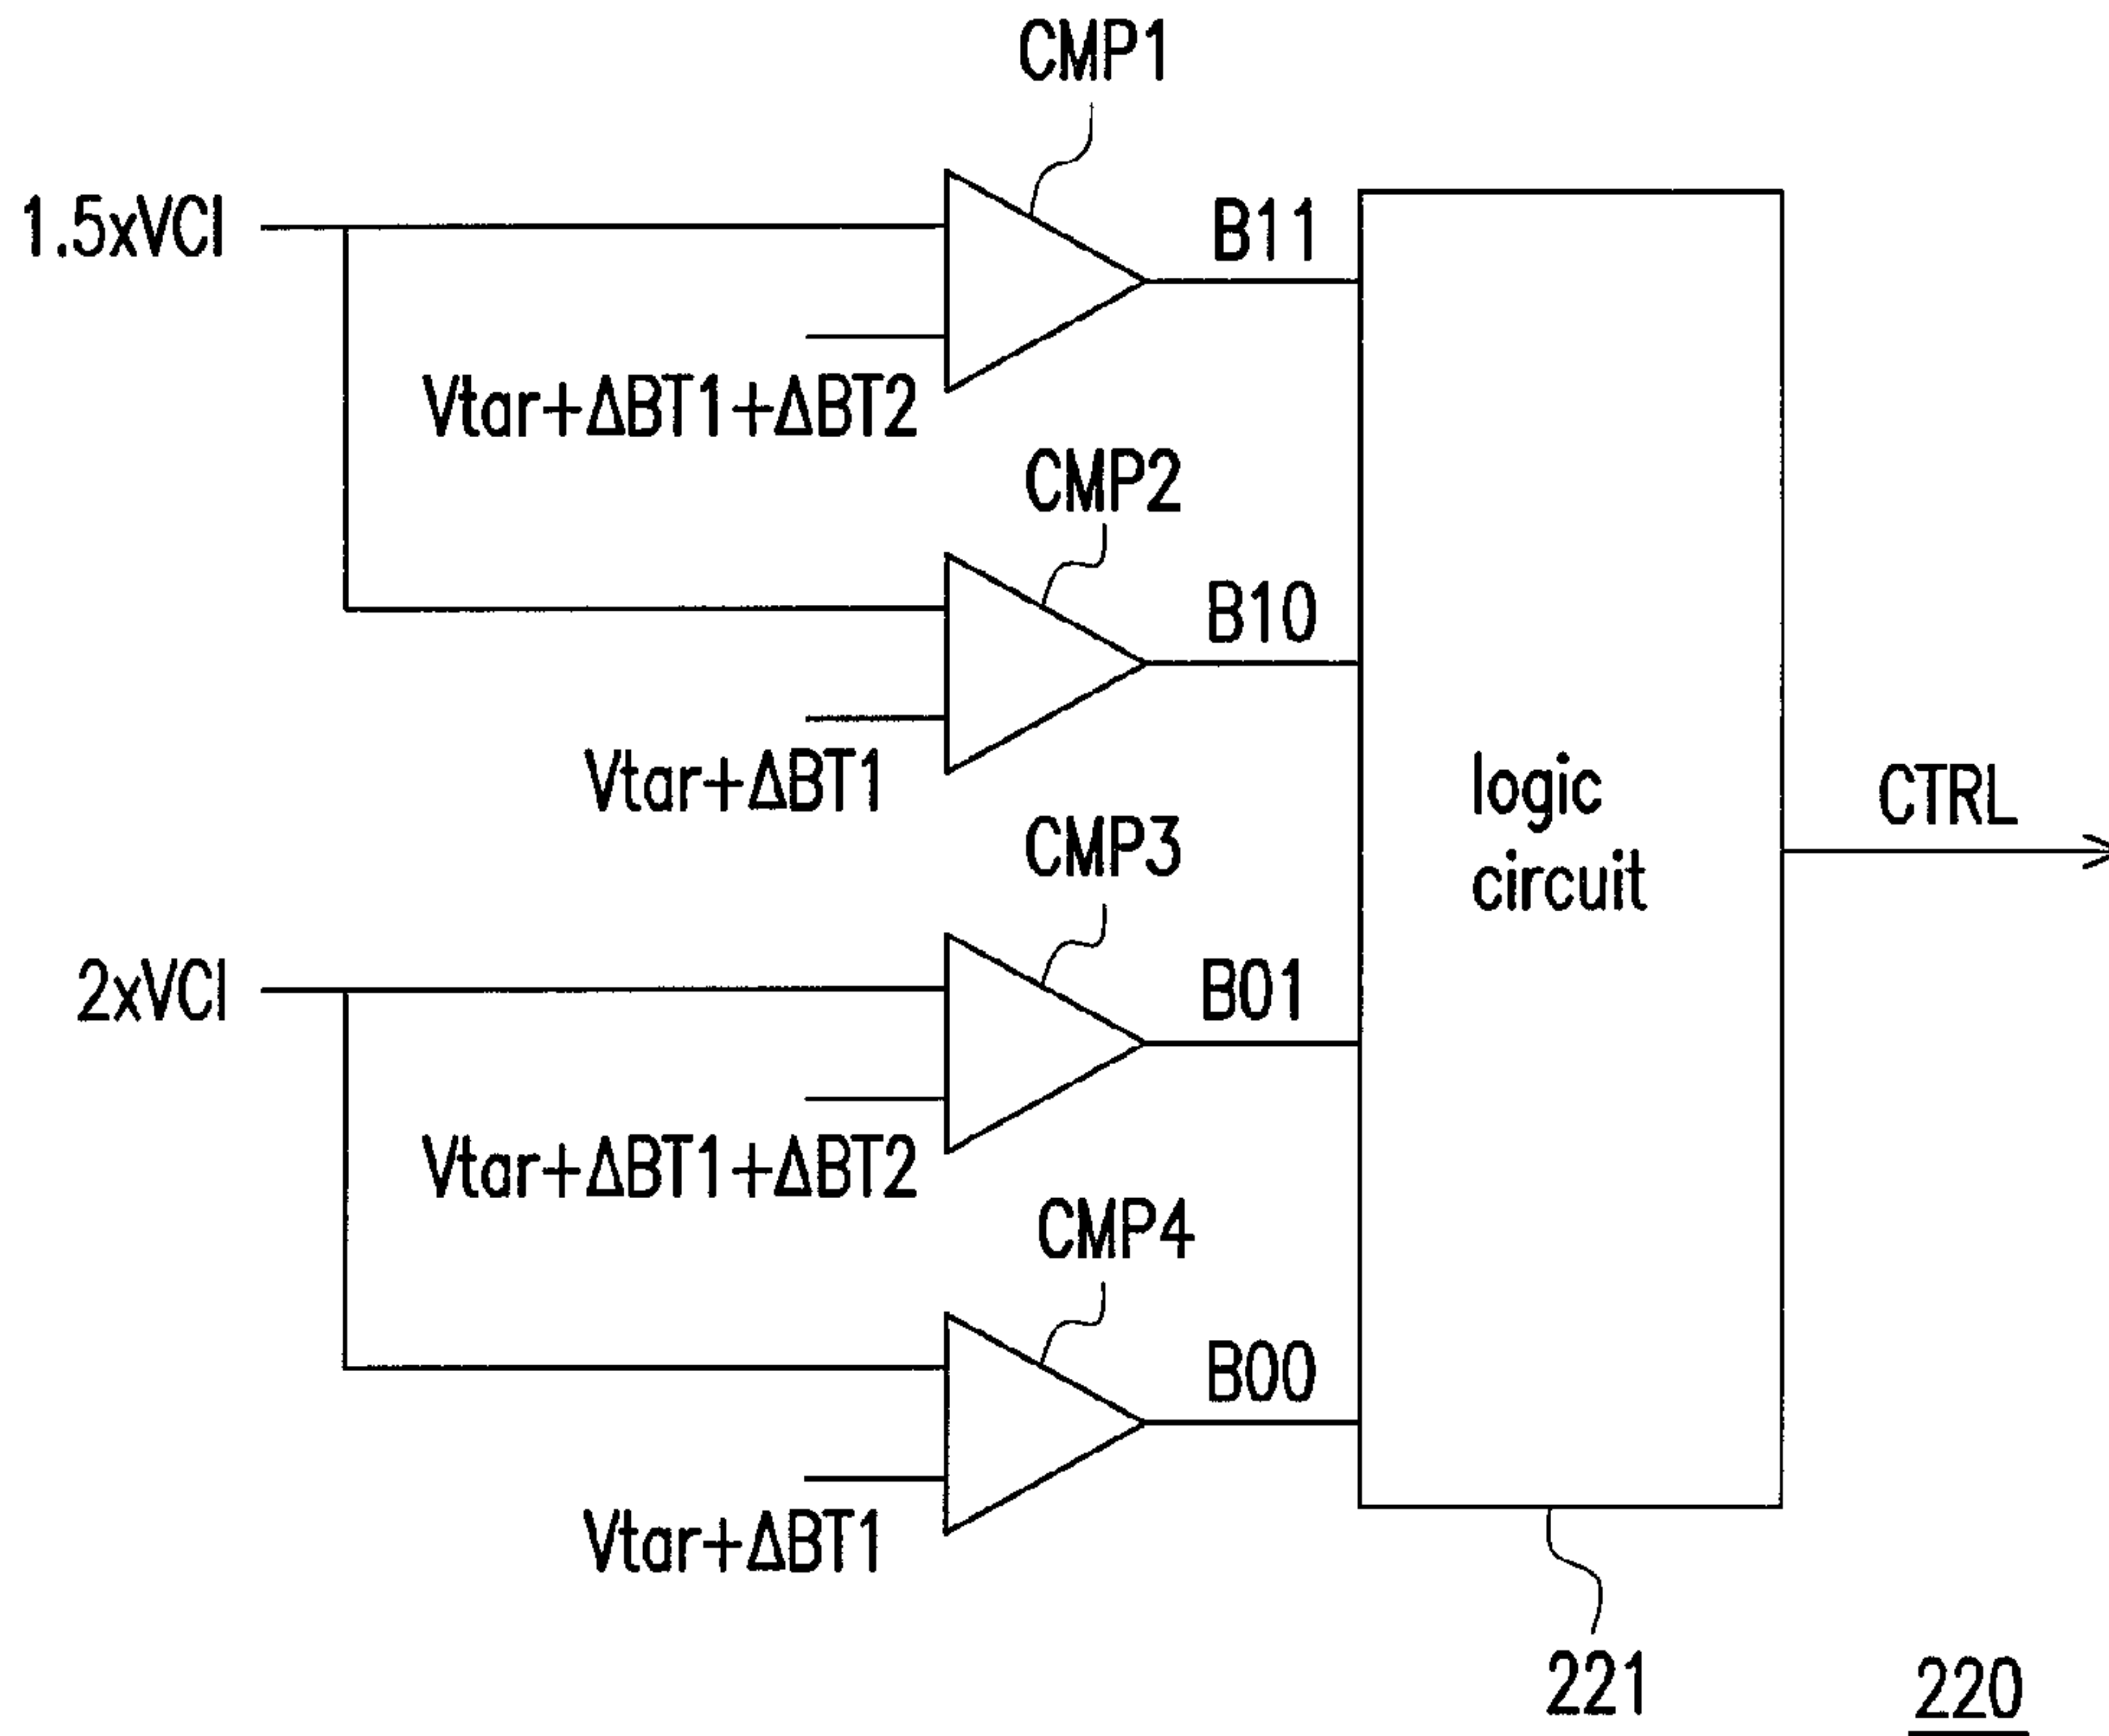 CMP1
1.5xVCI
B11
Vtar+ΔBT1+ΔBT2
CMP2
B10
Vtar+ΔBT1
logic
circuit
CTRL
CMP3
2xVCI
B01
Vtar+ΔBT1+ΔBT2
CMP4
B00
Vtar+ΔBT1
221
220